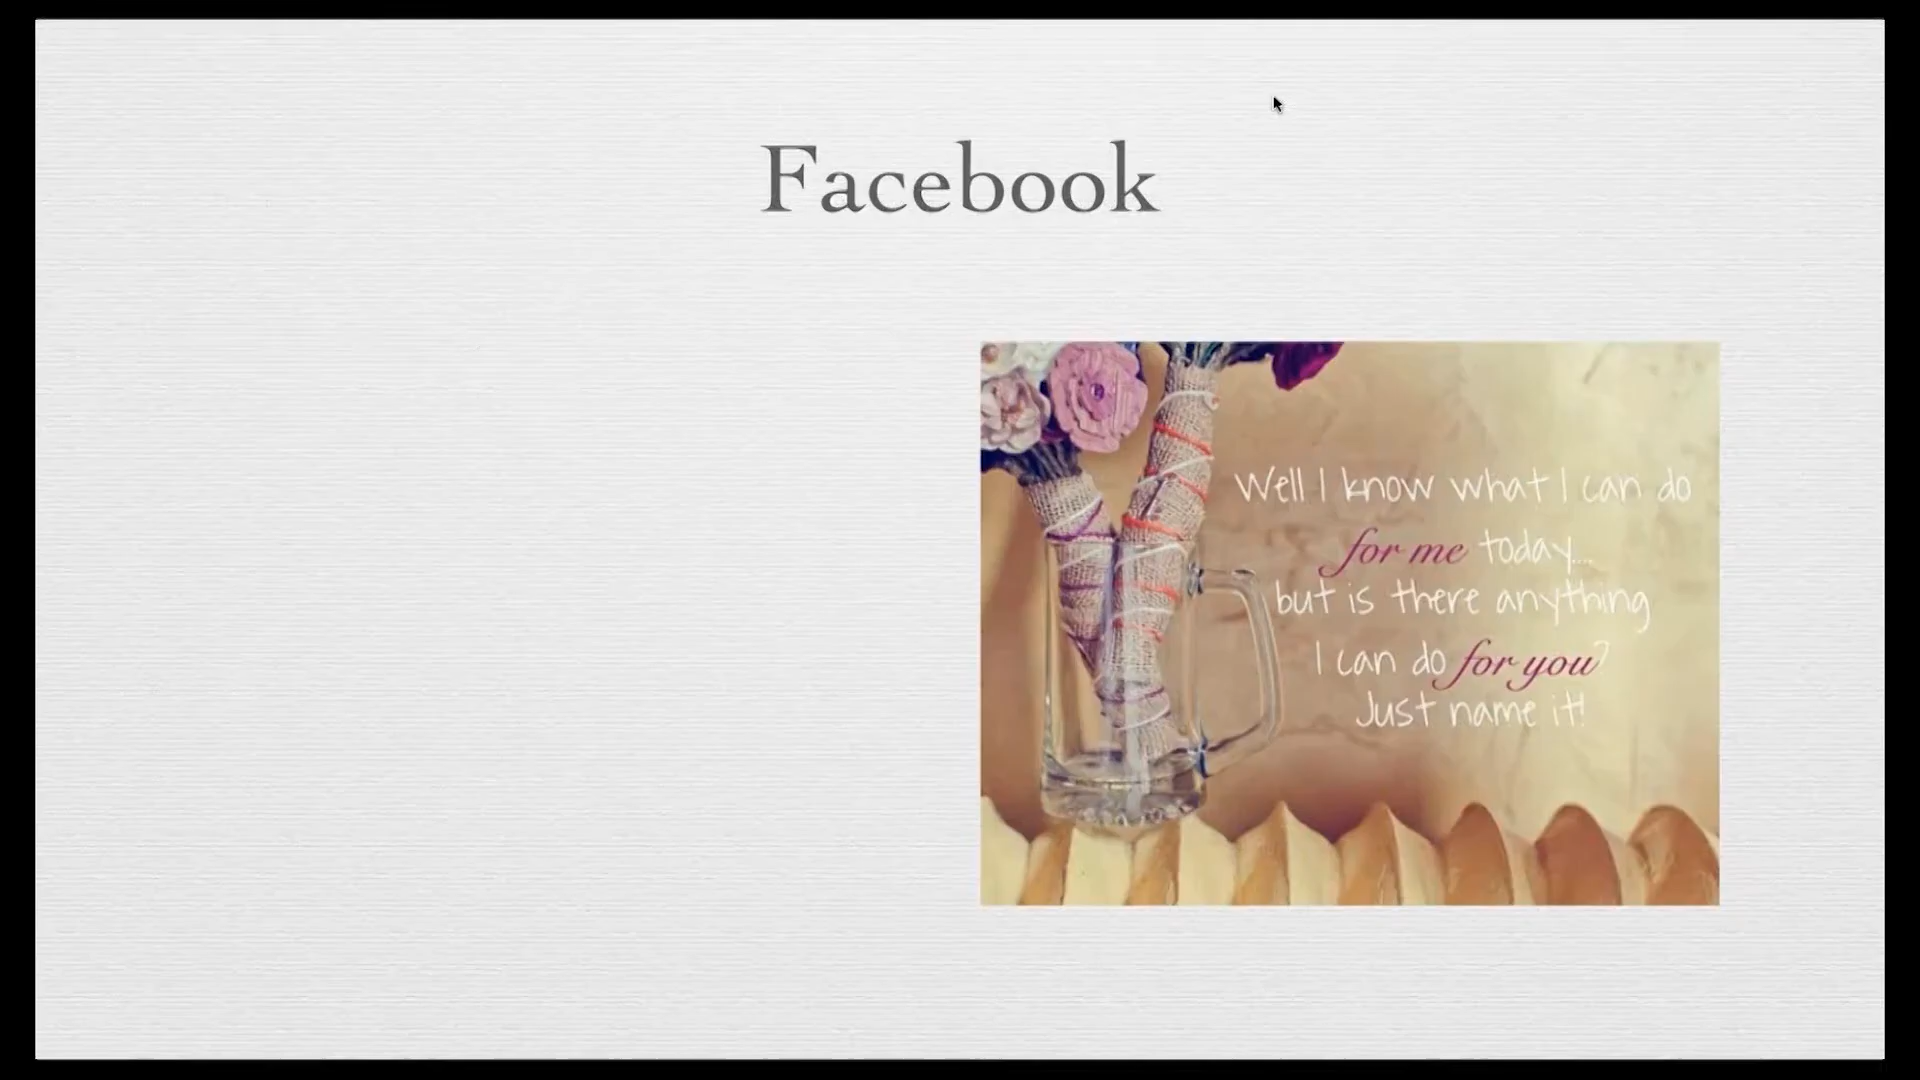 Facebook
Well I know what I can do
for me today....
but is there anything
I can do for you?
Just name it!